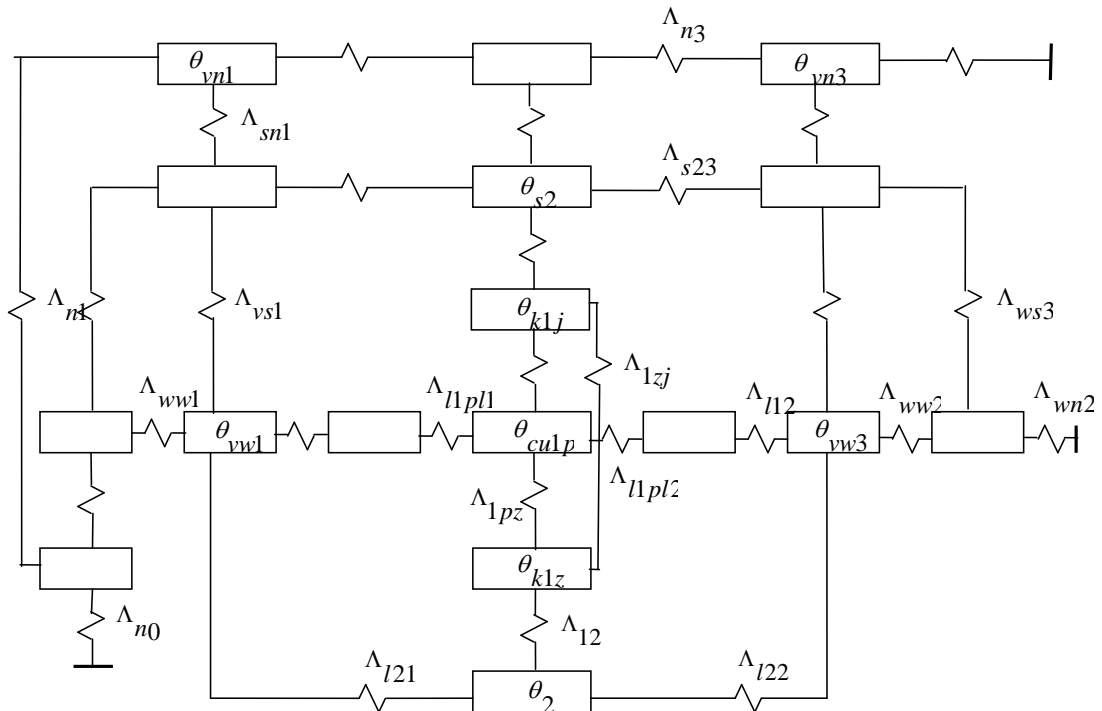 Λn3
θvn1
θvn3
Λsn1
Λs23
θs2
Λn1
Λvs1
θk1j
Λws3
Λ1zj
Λww1
Λl1pl1
Λl12
Λww2
Λwn2
θvw1
θcu1p
θvw3
Λl1pl2
Λ1pz
θk1z
Λn0
Λ12
Λl21
Λl22
θ2